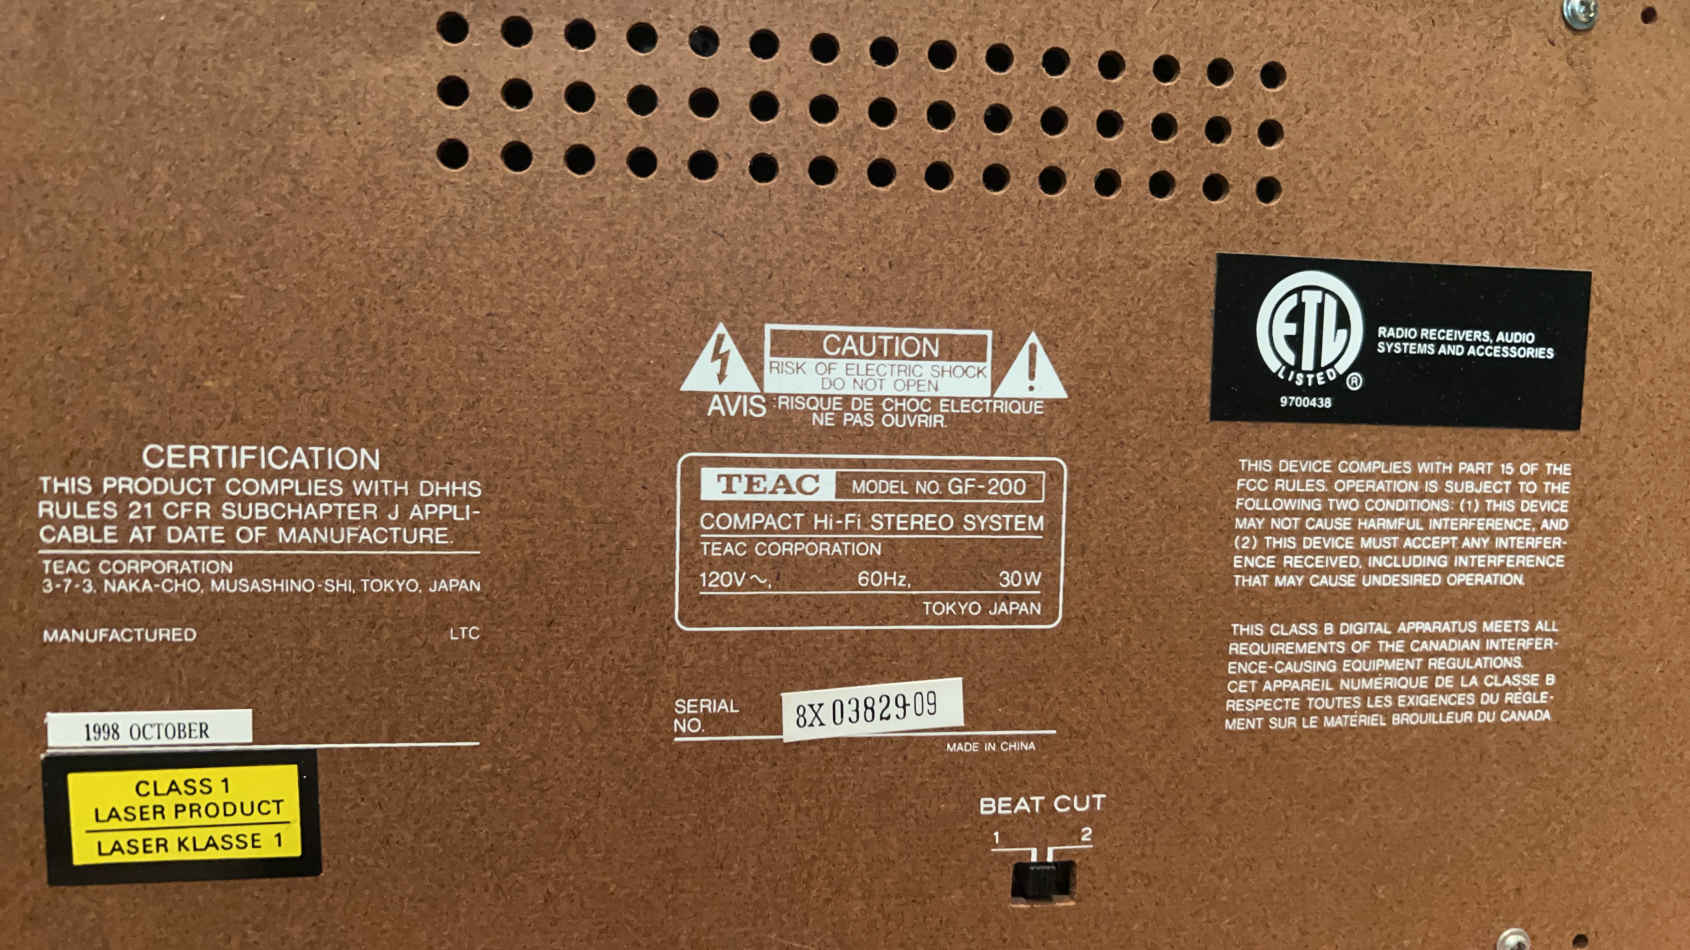 CAUTION
RISK OF ELECTRIC SHOCK
DO NOT OPEN
AVIS :RISQUE DE CHOC ELECTRIQUE
NE PAS OUVRIR.
ETL
LISTED
®
9700438
RADIO RECEIVERS, AUDIO
SYSTEMS AND ACCESSORIES
CERTIFICATION
THIS PRODUCT COMPLIES WITH DHHS
RULES 21 CFR SUBCHAPTER J APPLI-
CABLE AT DATE OF MANUFACTURE.
TEAC CORPORATION
3-7-3, NAKA-CHO, MUSASHINO-SHI, TOKYO, JAPAN
MANUFACTURED LTC
1998 OCTOBER
CLASS 1
LASER PRODUCT
LASER KLASSE 1
TEAC MODEL NO. GF-200
COMPACT Hi-Fi STEREO SYSTEM
TEAC CORPORATION
120V~, 60Hz, 30W
TOKYO JAPAN
SERIAL
NO.
8X03829-09
MADE IN CHINA
BEAT CUT
1 2
THIS DEVICE COMPLIES WITH PART 15 OF THE
FCC RULES. OPERATION IS SUBJECT TO THE
FOLLOWING TWO CONDITIONS: (1) THIS DEVICE
MAY NOT CAUSE HARMFUL INTERFERENCE, AND
(2) THIS DEVICE MUST ACCEPT ANY INTERFER-
ENCE RECEIVED, INCLUDING INTERFERENCE
THAT MAY CAUSE UNDESIRED OPERATION.
THIS CLASS B DIGITAL APPARATUS MEETS ALL
REQUIREMENTS OF THE CANADIAN INTERFER-
ENCE-CAUSING EQUIPMENT REGULATIONS.
CET APPAREIL NUMÉRIQUE DE LA CLASSE B
RESPECTE TOUTES LES EXIGENCES DU RÈGLE-
MENT SUR LE MATÉRIEL BROUILLEUR DU CANADA